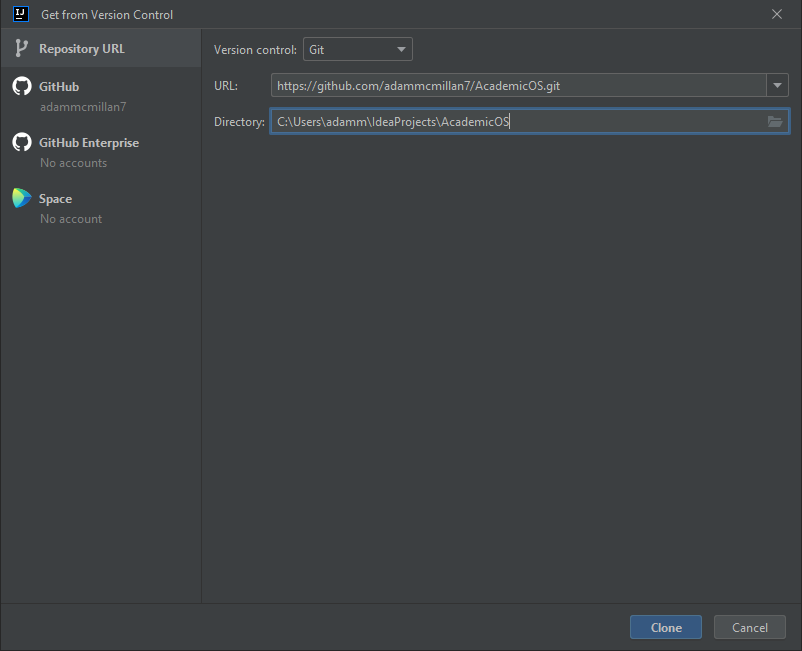 IJ Get from Version Control
Repository URL
GitHub
adammcmillan7
GitHub Enterprise
No accounts
Space
No account
Version control: Git
URL: https://github.com/adammcmillan7/AcademicOS.git
Directory: C:\Users\adamm\IdeaProjects\AcademicOS
Clone Cancel